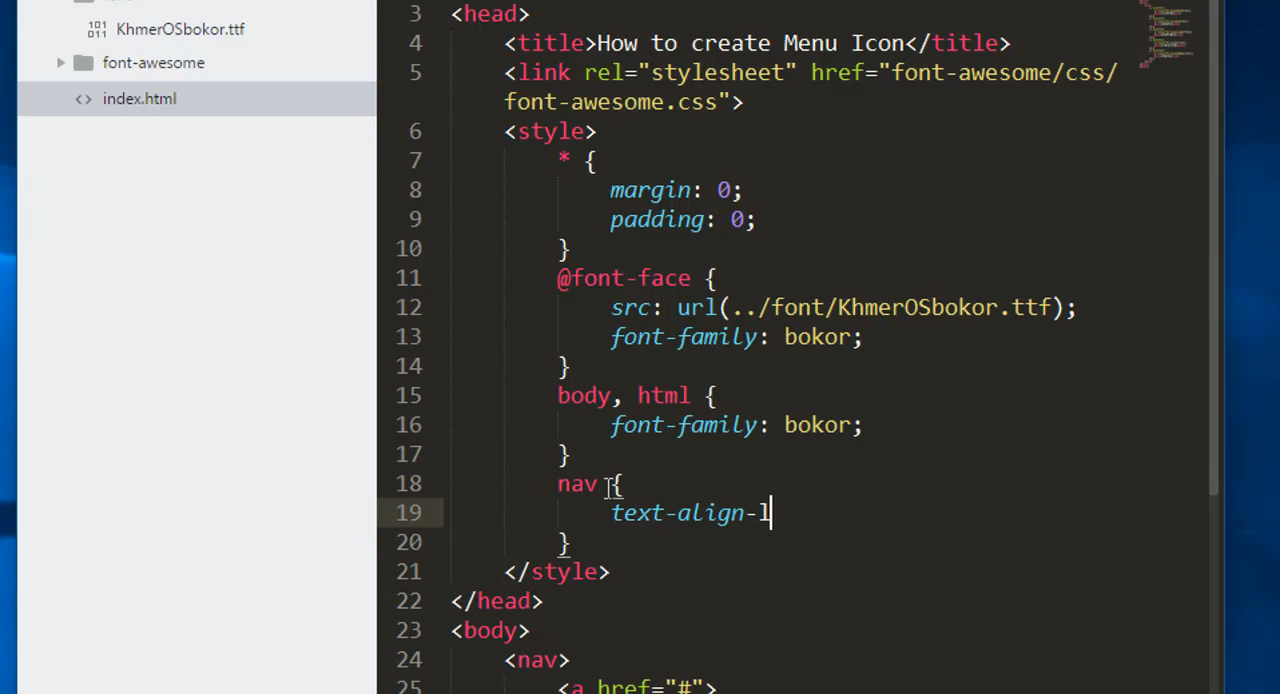 KhmerOSbokor.ttf
font-awesome
<> index.html
3 <head>
4 <title>How to create Menu Icon</title>
5 <link rel="stylesheet" href="font-awesome/css/
font-awesome.css">
6 <style>
7 * {
8 margin: 0;
9 padding: 0;
10 }
11 @font-face {
12 src: url(../font/KhmerOSbokor.ttf);
13 font-family: bokor;
14 }
15 body, html {
16 font-family: bokor;
17 }
18 nav {
19 text-align-l
20 }
21 </style>
22 </head>
23 <body>
24 <nav>
25 <a href="#">